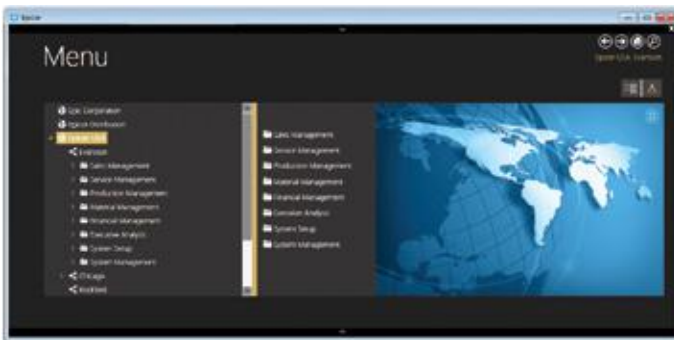 Epicor
Menu
Epic Corporation
Epicor Distribution
Epicor USA
Evanston
Sales Management
Service Management
Production Management
Material Management
Financial Management
Executive Analysis
System Setup
System Management
Chicago
Sales Management
Service Management
Production Management
Material Management
Financial Management
Executive Analysis
System Setup
System Management